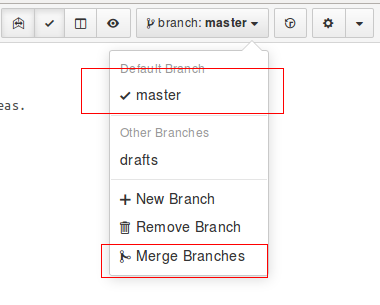 branch: master
Default Branch
eas.
master
Other Branches
drafts
New Branch
Remove Branch
Merge Branches